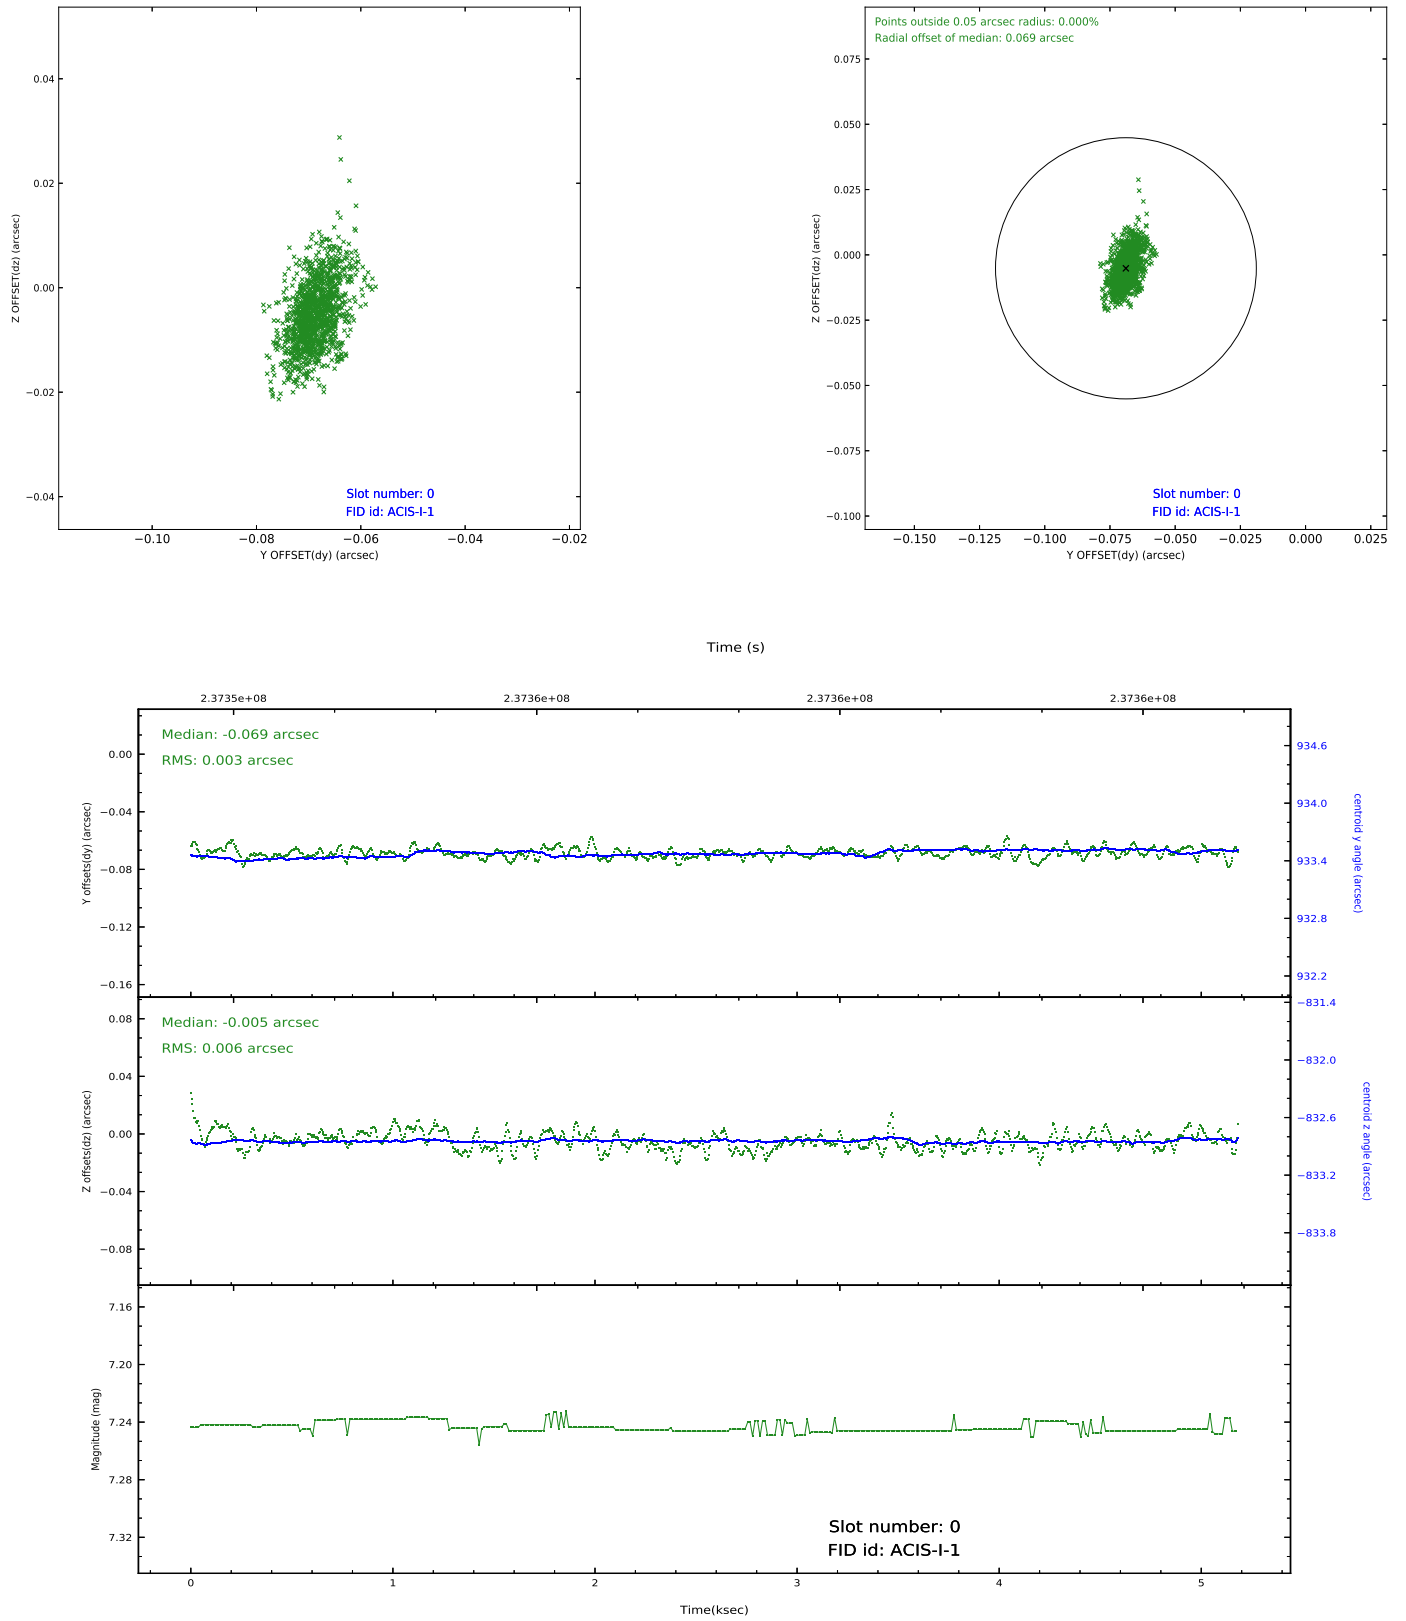 0.04
0.02
0.00
−0.02
−0.04
Z OFFSET(dz) (arcsec)
Slot number: 0
FID id: ACIS-I-1
−0.10 −0.08 −0.06 −0.04 −0.02
Y OFFSET(dy) (arcsec)
Points outside 0.05 arcsec radius: 0.000%
Radial offset of median: 0.069 arcsec
0.075
0.050
0.025
0.000
−0.025
−0.050
−0.075
−0.100
Z OFFSET(dz) (arcsec)
Slot number: 0
FID id: ACIS-I-1
−0.150 −0.125 −0.100 −0.075 −0.050 −0.025 0.000 0.025
Y OFFSET(dy) (arcsec)
Time (s)
2.3735e+08 2.3736e+08 2.3736e+08 2.3736e+08
Median: -0.069 arcsec
RMS: 0.003 arcsec
0.00
−0.04
−0.08
−0.12
−0.16
Y offsets(dy) (arcsec)
934.6
934.0
933.4
932.8
932.2
centroid y angle (arcsec)
Median: -0.005 arcsec
RMS: 0.006 arcsec
0.08
0.04
0.00
−0.04
−0.08
Z offsets(dz) (arcsec)
−831.4
−832.0
−832.6
−833.2
−833.8
centroid z angle (arcsec)
7.16
7.20
7.24
7.28
7.32
Magnitude (mag)
Slot number: 0
FID id: ACIS-I-1
0 1 2 3 4 5
Time(ksec)